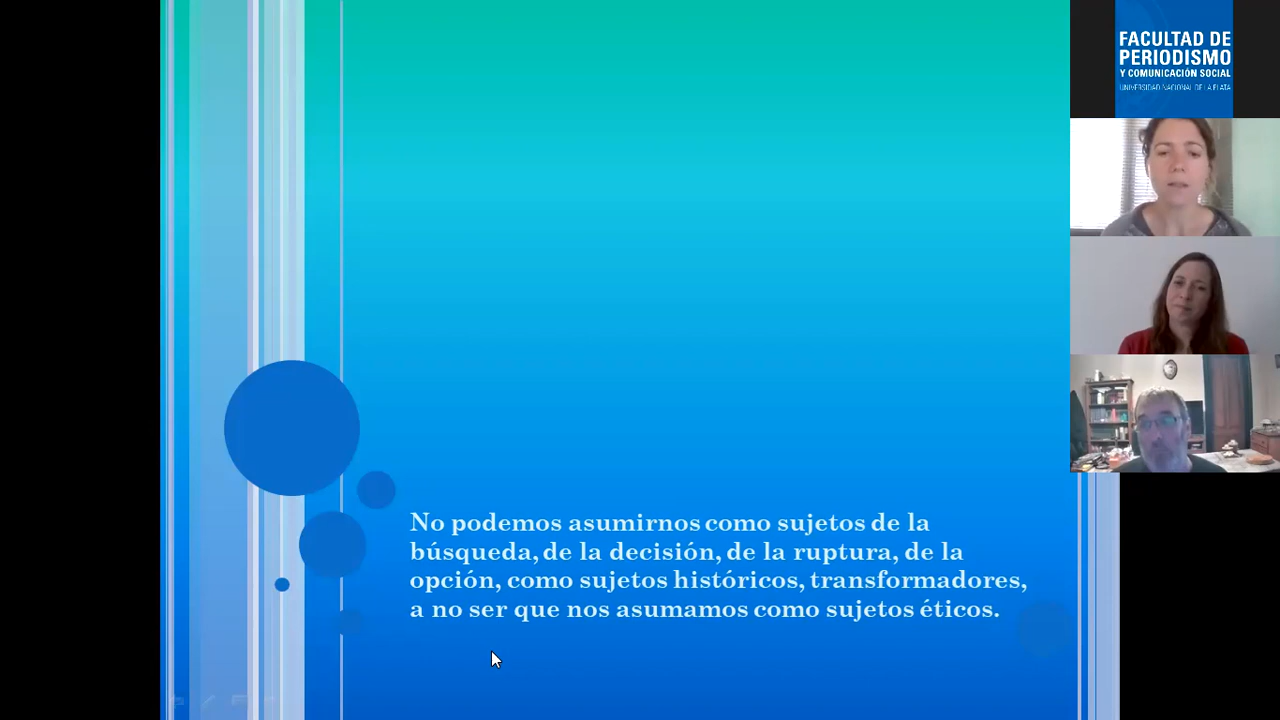 FACULTAD DE
PERIODISMO
Y COMUNICACIÓN SOCIAL
UNIVERSIDAD NACIONAL DE LA PLATA
No podemos asumirnos como sujetos de la
búsqueda, de la decisión, de la ruptura, de la
opción, como sujetos históricos, transformadores,
a no ser que nos asumamos como sujetos éticos.